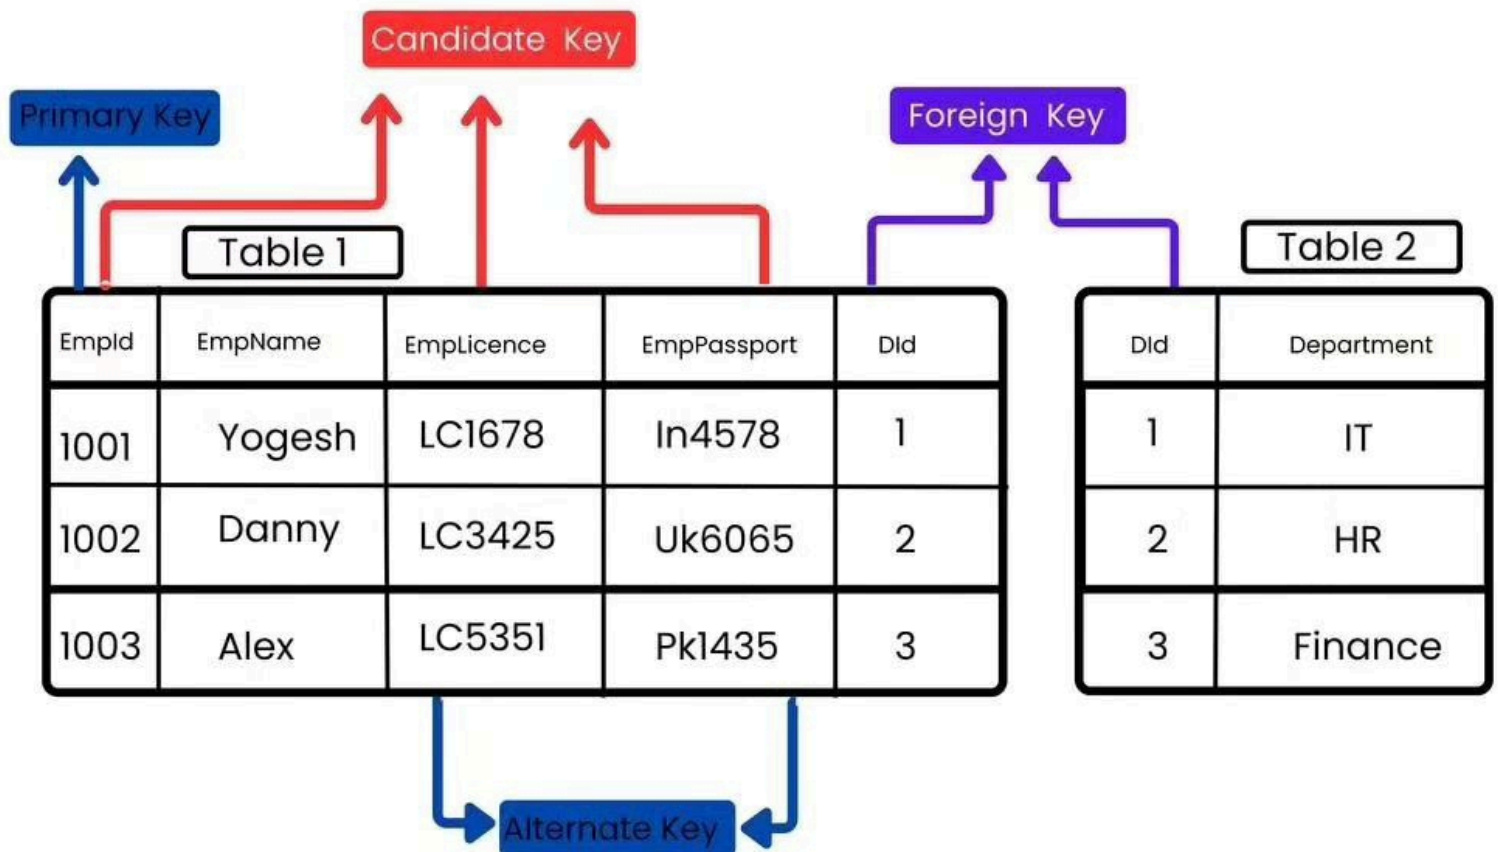 Candidate Key
Primary Key
Foreign Key
Table 1
Table 2
EmpId EmpName EmpLicence EmpPassport DId
1001 Yogesh LC1678 In4578 1
1002 Danny LC3425 Uk6065 2
1003 Alex LC5351 Pk1435 3
DId Department
1 IT
2 HR
3 Finance
Alternate Key